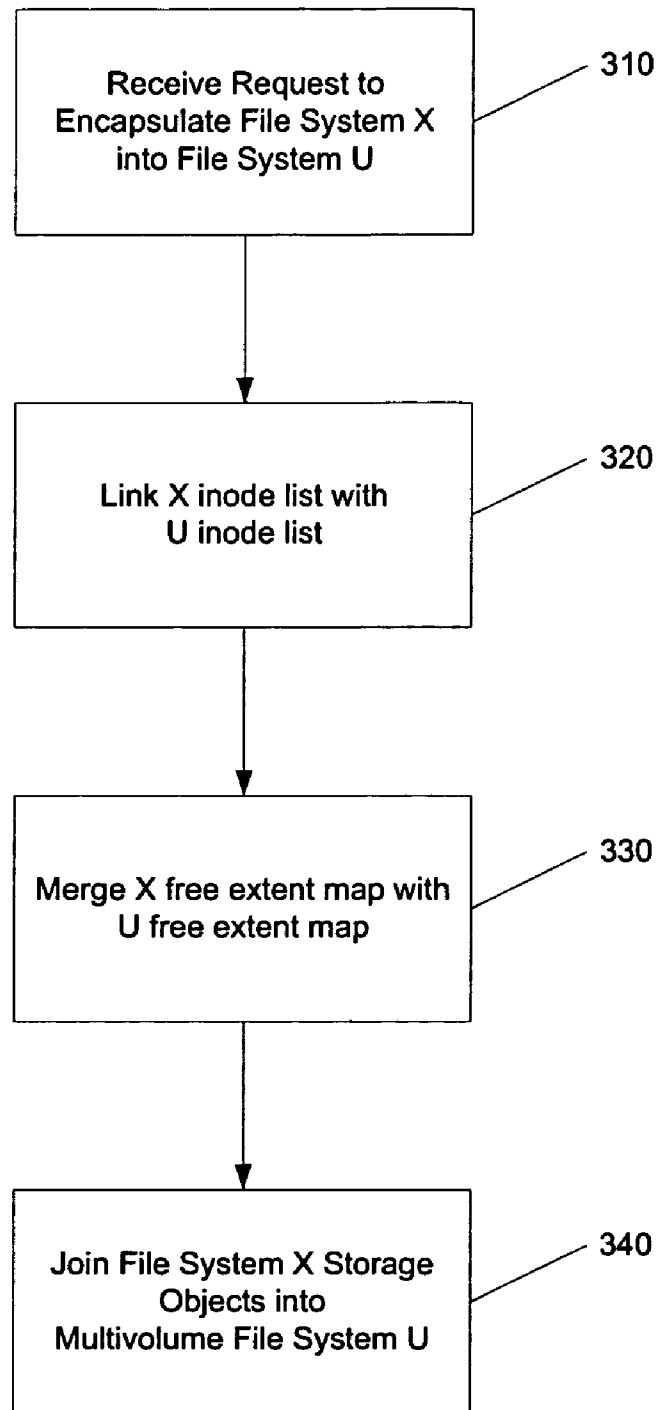 Receive Request to
Encapsulate File System X
into File System U
310
Link X inode list with
U inode list
320
Merge X free extent map with
U free extent map
330
Join File System X Storage
Objects into
Multivolume File System U
340